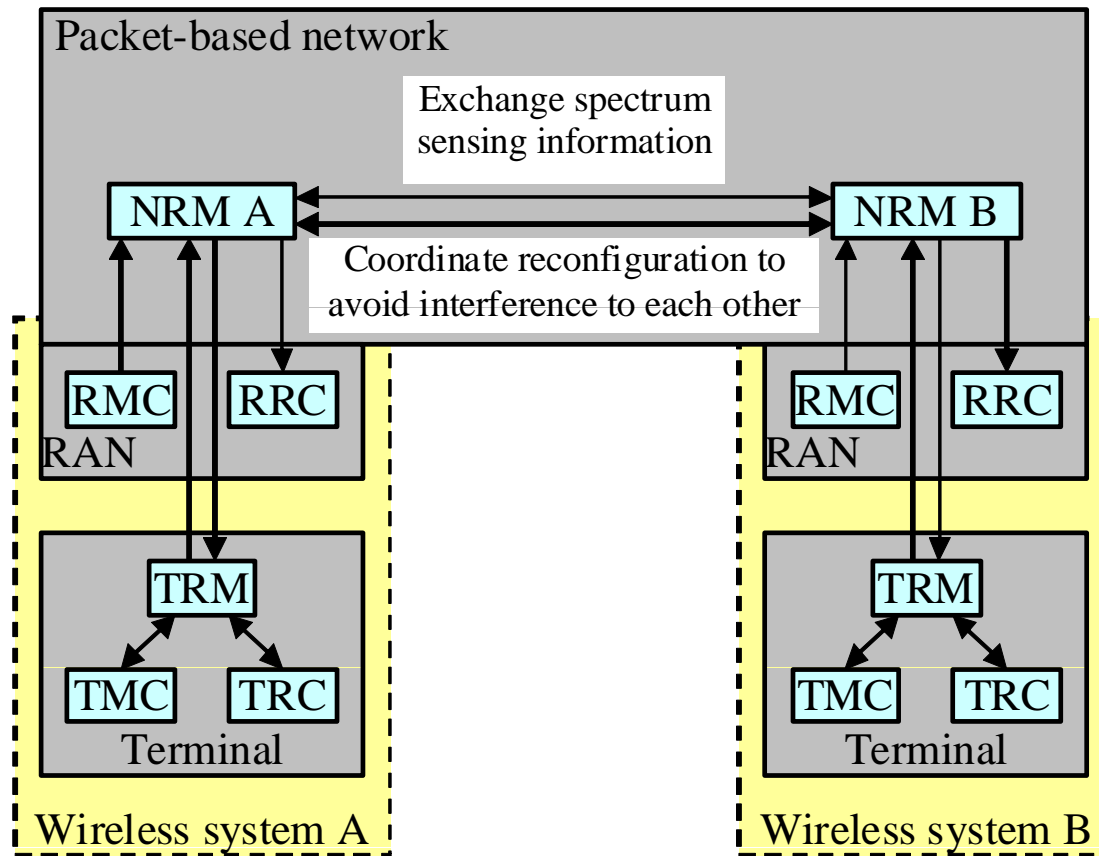 Packet-based network
Exchange spectrum
sensing information
NRM A
NRM B
Coordinate reconfiguration to
avoid interference to each other
RMC
RRC
RAN
RMC
RRC
RAN
TRM
TMC
TRC
Terminal
TRM
TMC
TRC
Terminal
Wireless system A
Wireless system B